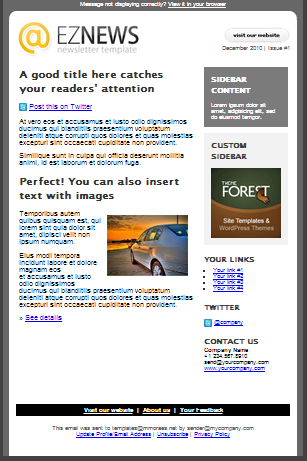 Message not displaying correctly? View it in your browser
@ EZNEWS
newsletter template
visit our website
December 2010 | Issue #1
A good title here catches
your readers' attention
Post this on Twitter
At vero eos et accusamus et iusto odio dignissimos
ducimus qui blanditiis praesentium voluptatum
deleniti atque corrupti quos dolores et quas molestias
excepturi sint occaecati cupiditate non provident.
Similique sunt in culpa qui officia deserunt mollitia
animi, id est laborum et dolorum fuga.
Perfect! You can also insert
text with images
Temporibus autem
quibus quisquam est, qui
lorem sint quia dolor sit
amet, dipisci velit non
ipsum numquam.
Eius modi tempora
incidunt labore et dolore
magnam eos
et accusamus et iusto
odio dignissimos
ducimus qui blanditiis praesentium voluptatum
deleniti atque corrupti quos dolores et quas molestias
excepturi sint occaecati cupiditate non provident.
» See details
SIDEBAR
CONTENT
Lorem ipsum dolor sit
amet, adipiscing elit, sed
do eiusmod temgor.
CUSTOM
SIDEBAR
THEME
FOREST
Site Templates &
WordPress Themes
YOUR LINKS
Your link #1
Your link #2
Your link #3
Your link #4
TWITTER
@company
CONTACT US
Company Name
+1 234.567.8910
send@yourcompany.com
www.yourcompany.com
Visit our website | About us | Your Feedback
This email was sent to templates@mmorees.net by sender@mycompany.com
Update Profile/Email Address | Unsubscribe | Privacy Policy